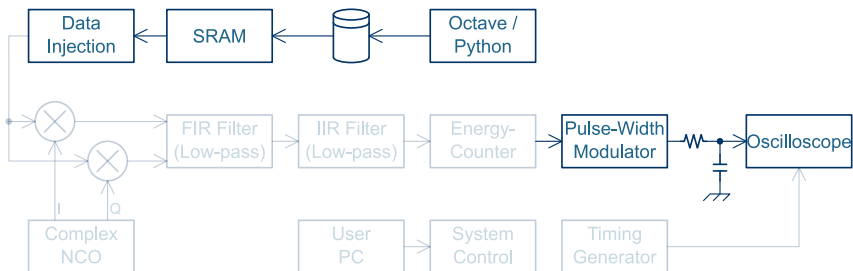 Data
Injection
SRAM
Octave /
Python
FIR Filter
(Low-pass)
IIR Filter
(Low-pass)
Energy-
Counter
Pulse-Width
Modulator
Oscilloscope
I
Q
Complex
NCO
User
PC
System
Control
Timing
Generator